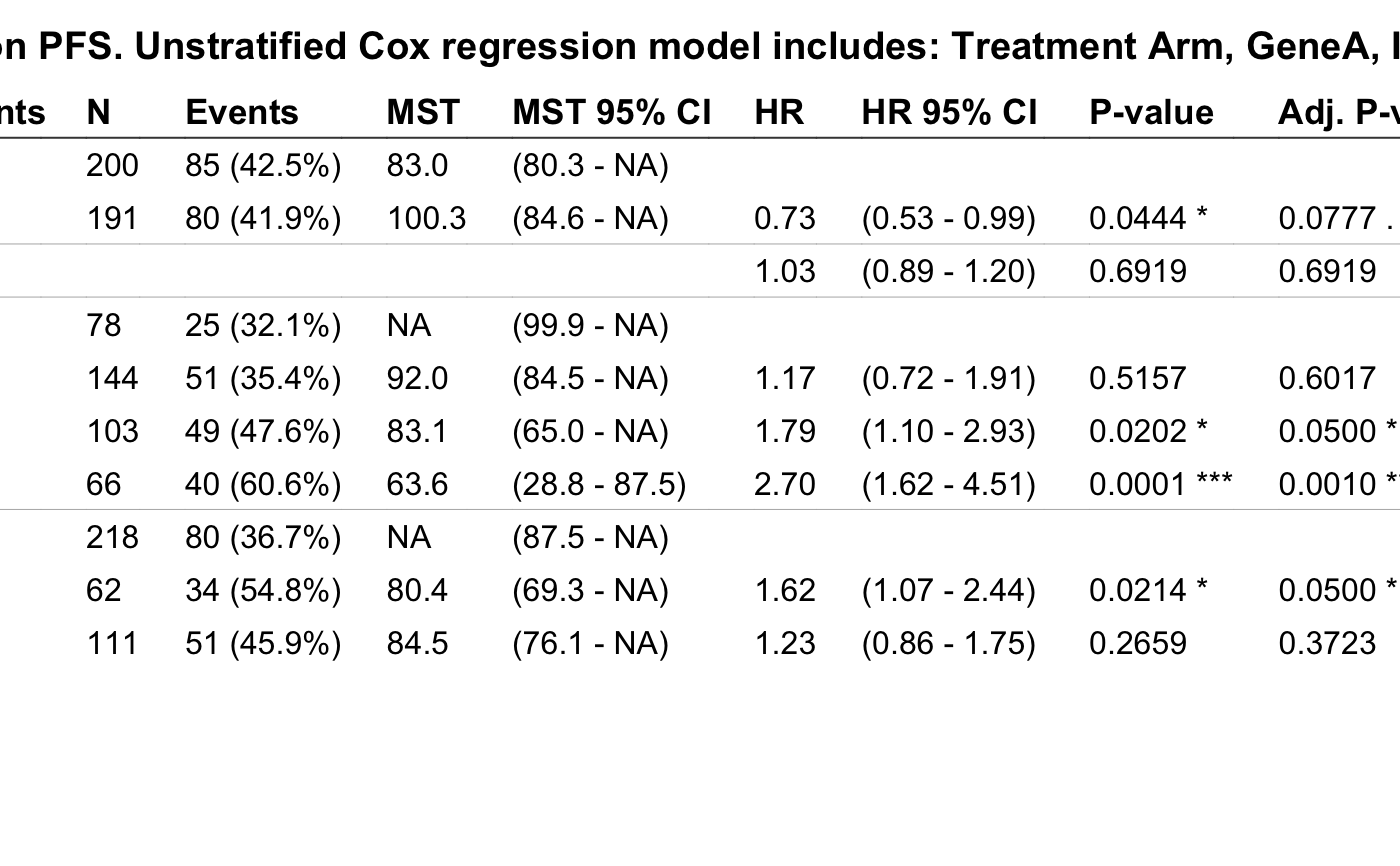 on PFS. Unstratified Cox regression model includes: Treatment Arm, GeneA, I
nts N Events MST MST 95% CI HR HR 95% CI P-value Adj. P-v
200 85 (42.5%) 83.0 (80.3 - NA)
191 80 (41.9%) 100.3 (84.6 - NA) 0.73 (0.53 - 0.99) 0.0444 * 0.0777 .
1.03 (0.89 - 1.20) 0.6919 0.6919
78 25 (32.1%) NA (99.9 - NA)
144 51 (35.4%) 92.0 (84.5 - NA) 1.17 (0.72 - 1.91) 0.5157 0.6017
103 49 (47.6%) 83.1 (65.0 - NA) 1.79 (1.10 - 2.93) 0.0202 * 0.0500 *
66 40 (60.6%) 63.6 (28.8 - 87.5) 2.70 (1.62 - 4.51) 0.0001 *** 0.0010 **
218 80 (36.7%) NA (87.5 - NA)
62 34 (54.8%) 80.4 (69.3 - NA) 1.62 (1.07 - 2.44) 0.0214 * 0.0500 *
111 51 (45.9%) 84.5 (76.1 - NA) 1.23 (0.86 - 1.75) 0.2659 0.3723